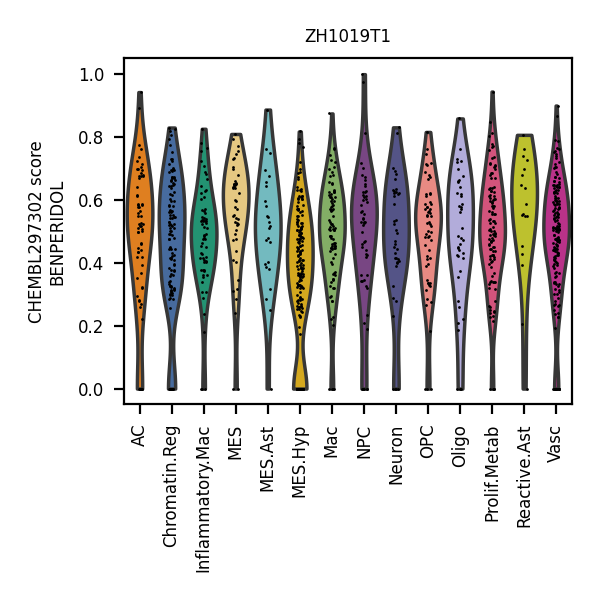 ZH1019T1
CHEMBL297302 score
BENPERIDOL
1.0
0.8
0.6
0.4
0.2
0.0
AC
Chromatin.Reg
Inflammatory.Mac
MES
MES.Ast
MES.Hyp
Mac
NPC
Neuron
OPC
Oligo
Prolif.Metab
Reactive.Ast
Vasc